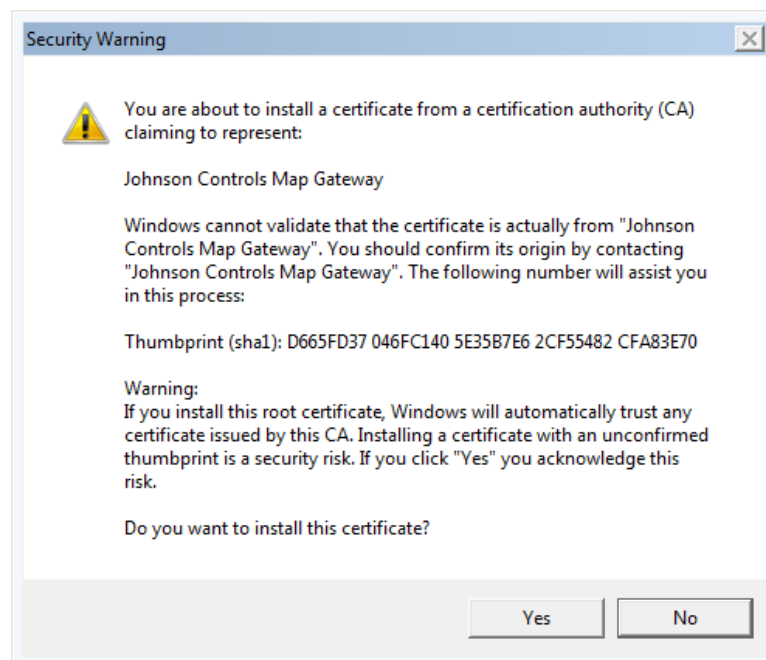 Security Warning
You are about to install a certificate from a certification authority (CA)
claiming to represent:
Johnson Controls Map Gateway
Windows cannot validate that the certificate is actually from "Johnson
Controls Map Gateway". You should confirm its origin by contacting
"Johnson Controls Map Gateway". The following number will assist you
in this process:
Thumbprint (sha1): D665FD37 046FC140 5E35B7E6 2CF55482 CFA83E70
Warning:
If you install this root certificate, Windows will automatically trust any
certificate issued by this CA. Installing a certificate with an unconfirmed
thumbprint is a security risk. If you click "Yes" you acknowledge this
risk.
Do you want to install this certificate?
Yes
No